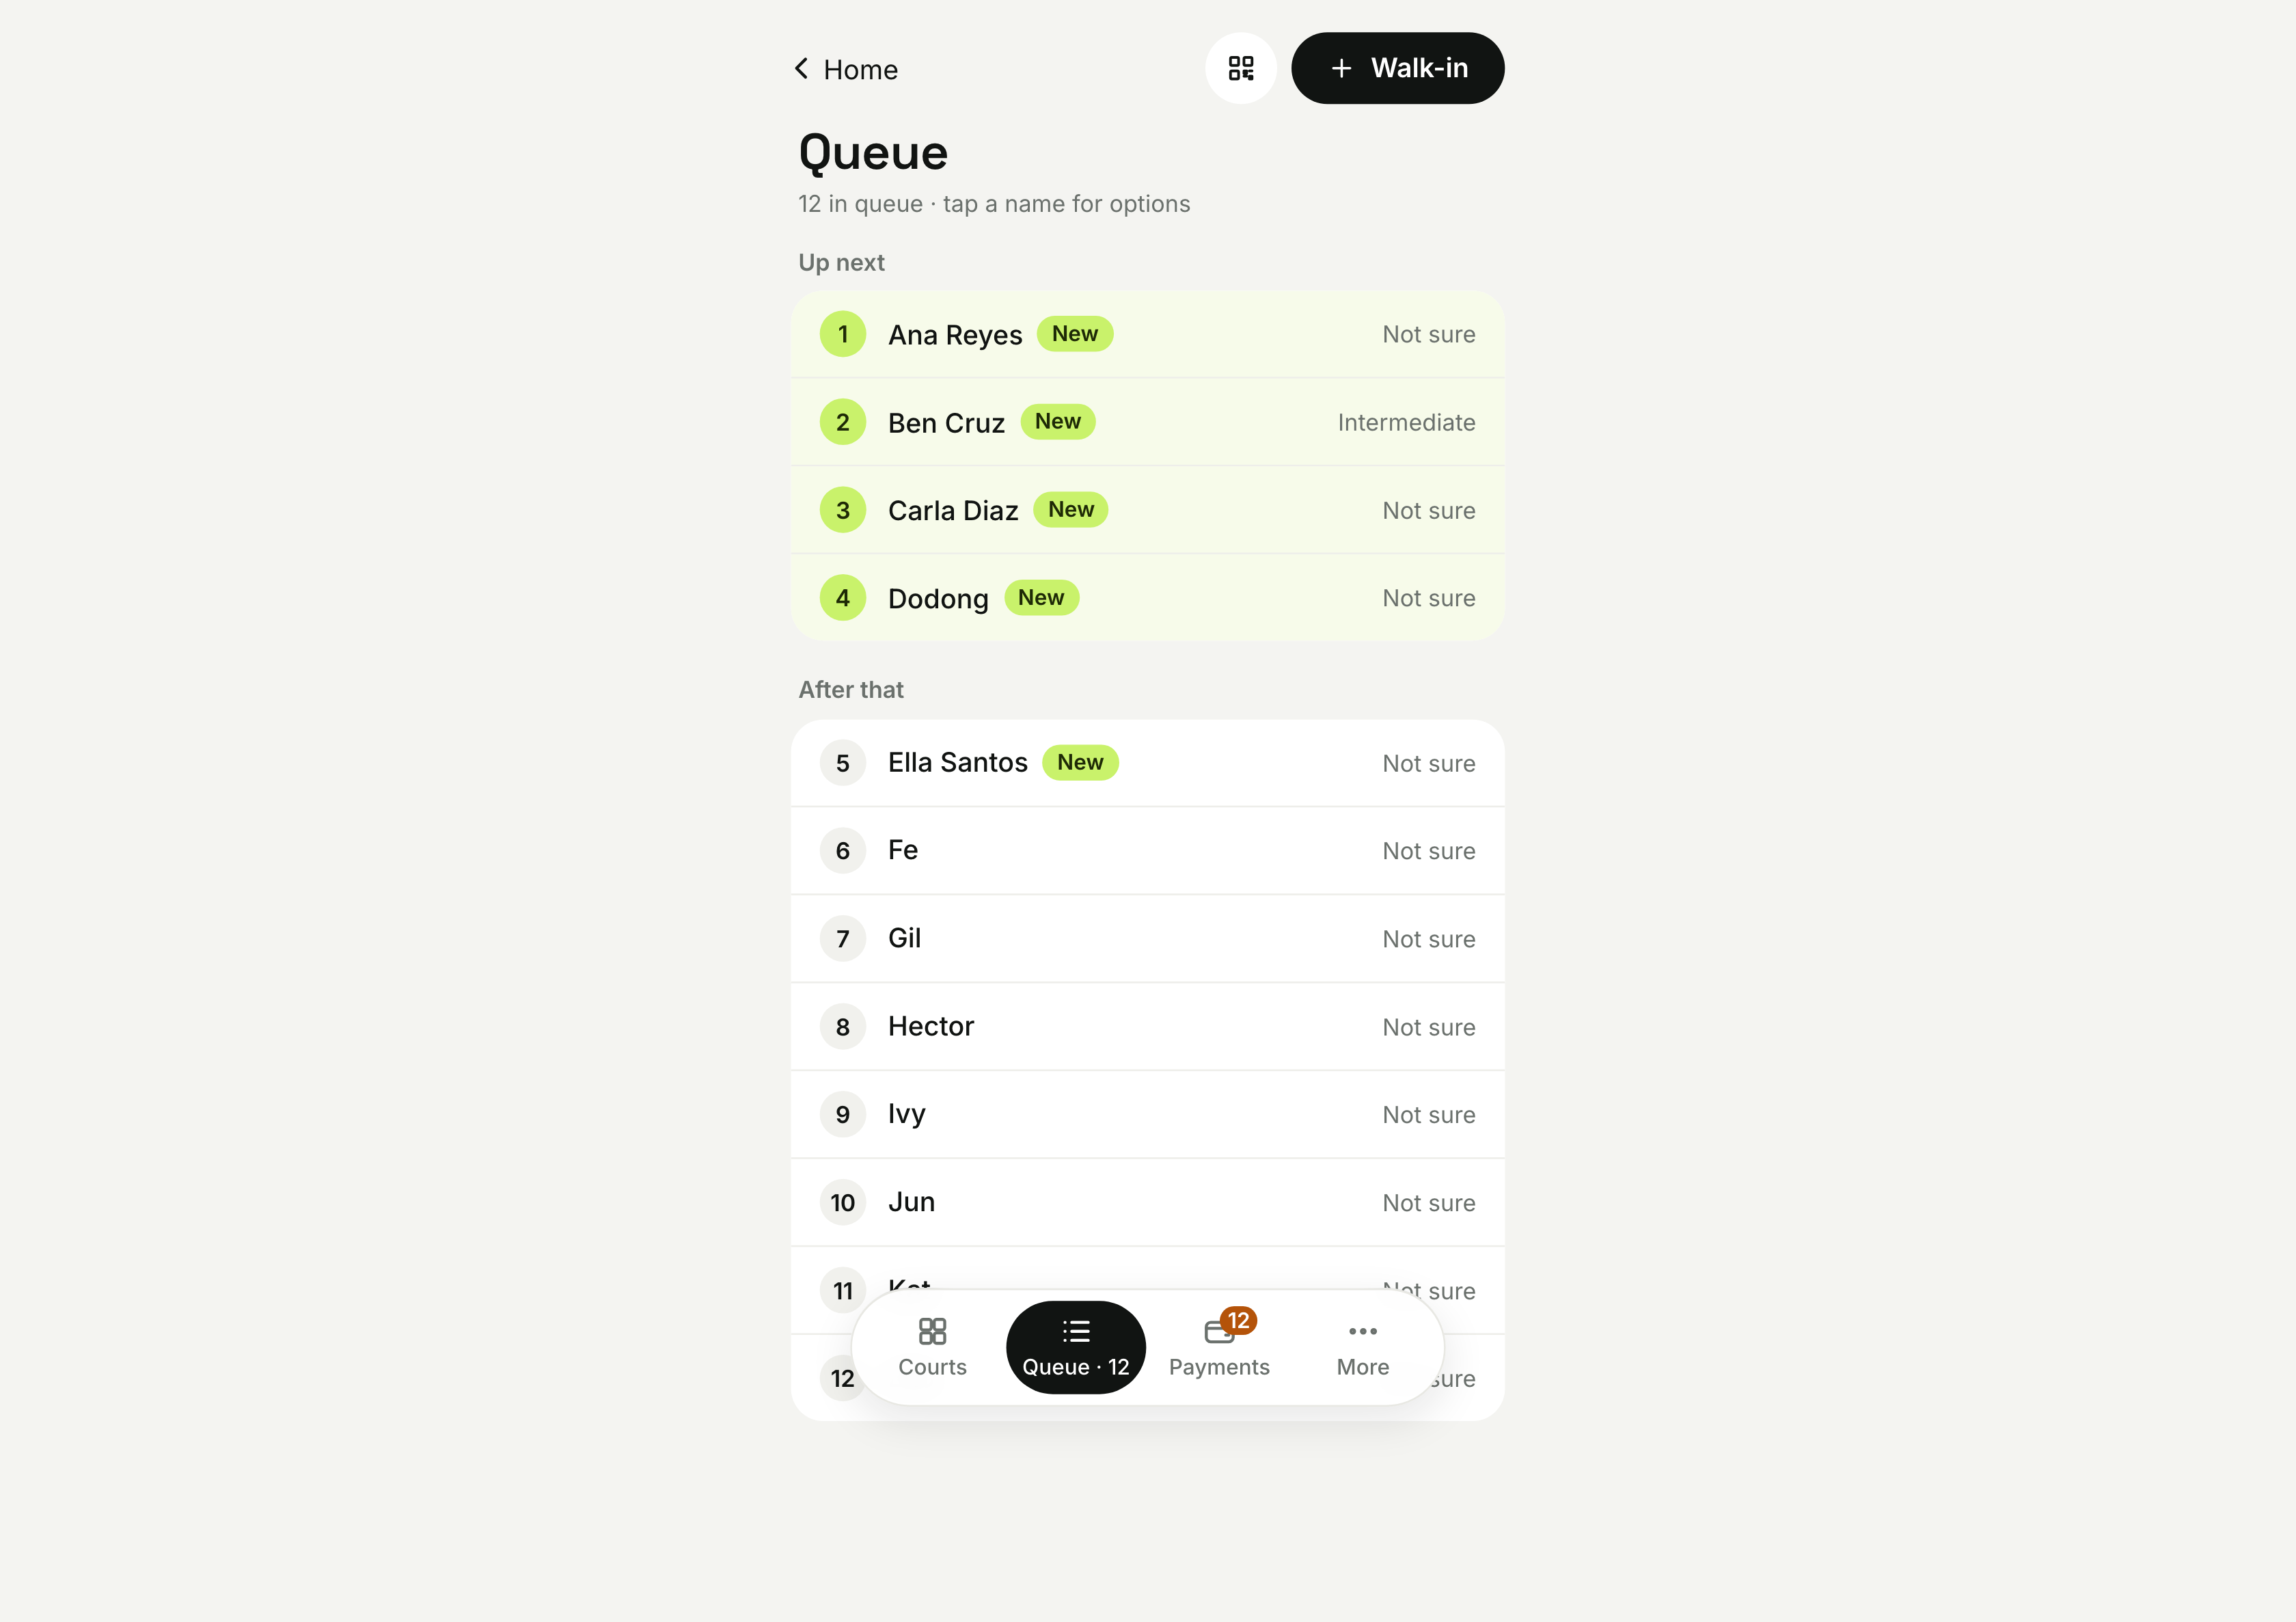 Home
Walk-in
Queue
12 in queue · tap a name for options
Up next
1 Ana Reyes New Not sure
2 Ben Cruz New Intermediate
3 Carla Diaz New Not sure
4 Dodong New Not sure
After that
5 Ella Santos New Not sure
6 Fe Not sure
7 Gil Not sure
8 Hector Not sure
9 Ivy Not sure
10 Jun Not sure
11 Not sure
12 sure
12
Courts Queue · 12 Payments More